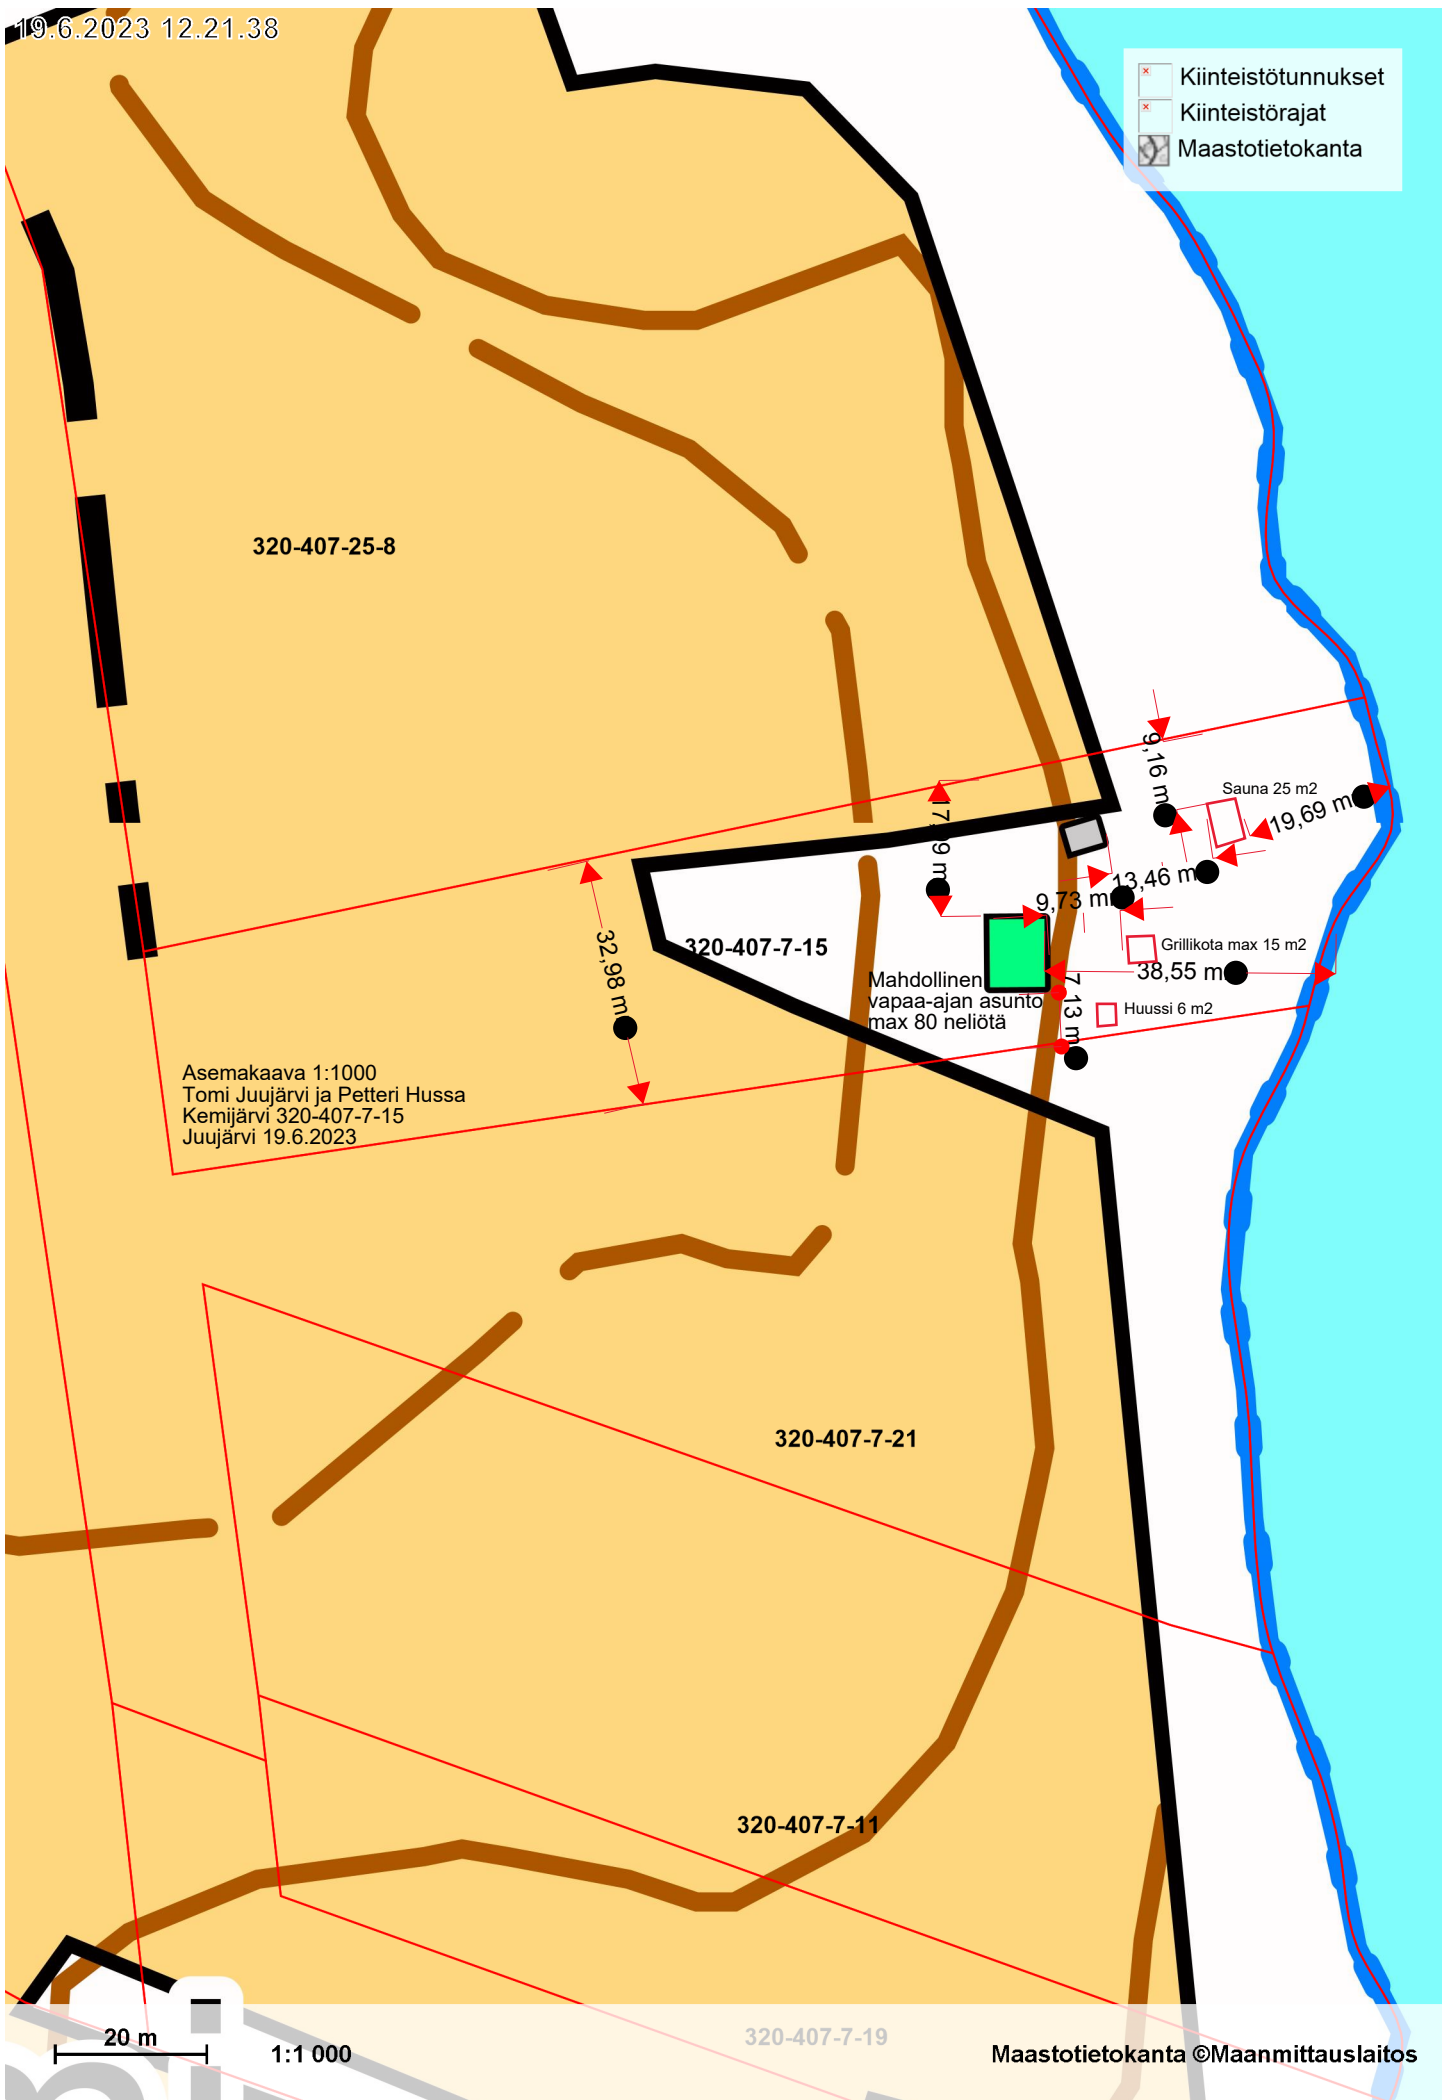 19.6.2023 12.21.38
Kiinteistötunnukset
Kiinteistörajat
Maastotietokanta
320-407-25-8
9,16 m
Sauna 25 m2
19,69 m
13,46 m
9,73 m
32,98 m
320-407-7-15
Grillikota max 15 m2
38,55 m
Mahdollinen
vapaa-ajan asunto
max 80 neliötä
7,13 m
Huussi 6 m2
Asemakaava 1:1000
Tomi Juujärvi ja Petteri Hussa
Kemijärvi 320-407-7-15
Juujärvi 19.6.2023
320-407-7-21
320-407-7-11
320-407-7-19
20 m
1:1 000
Maastotietokanta ©Maanmittauslaitos